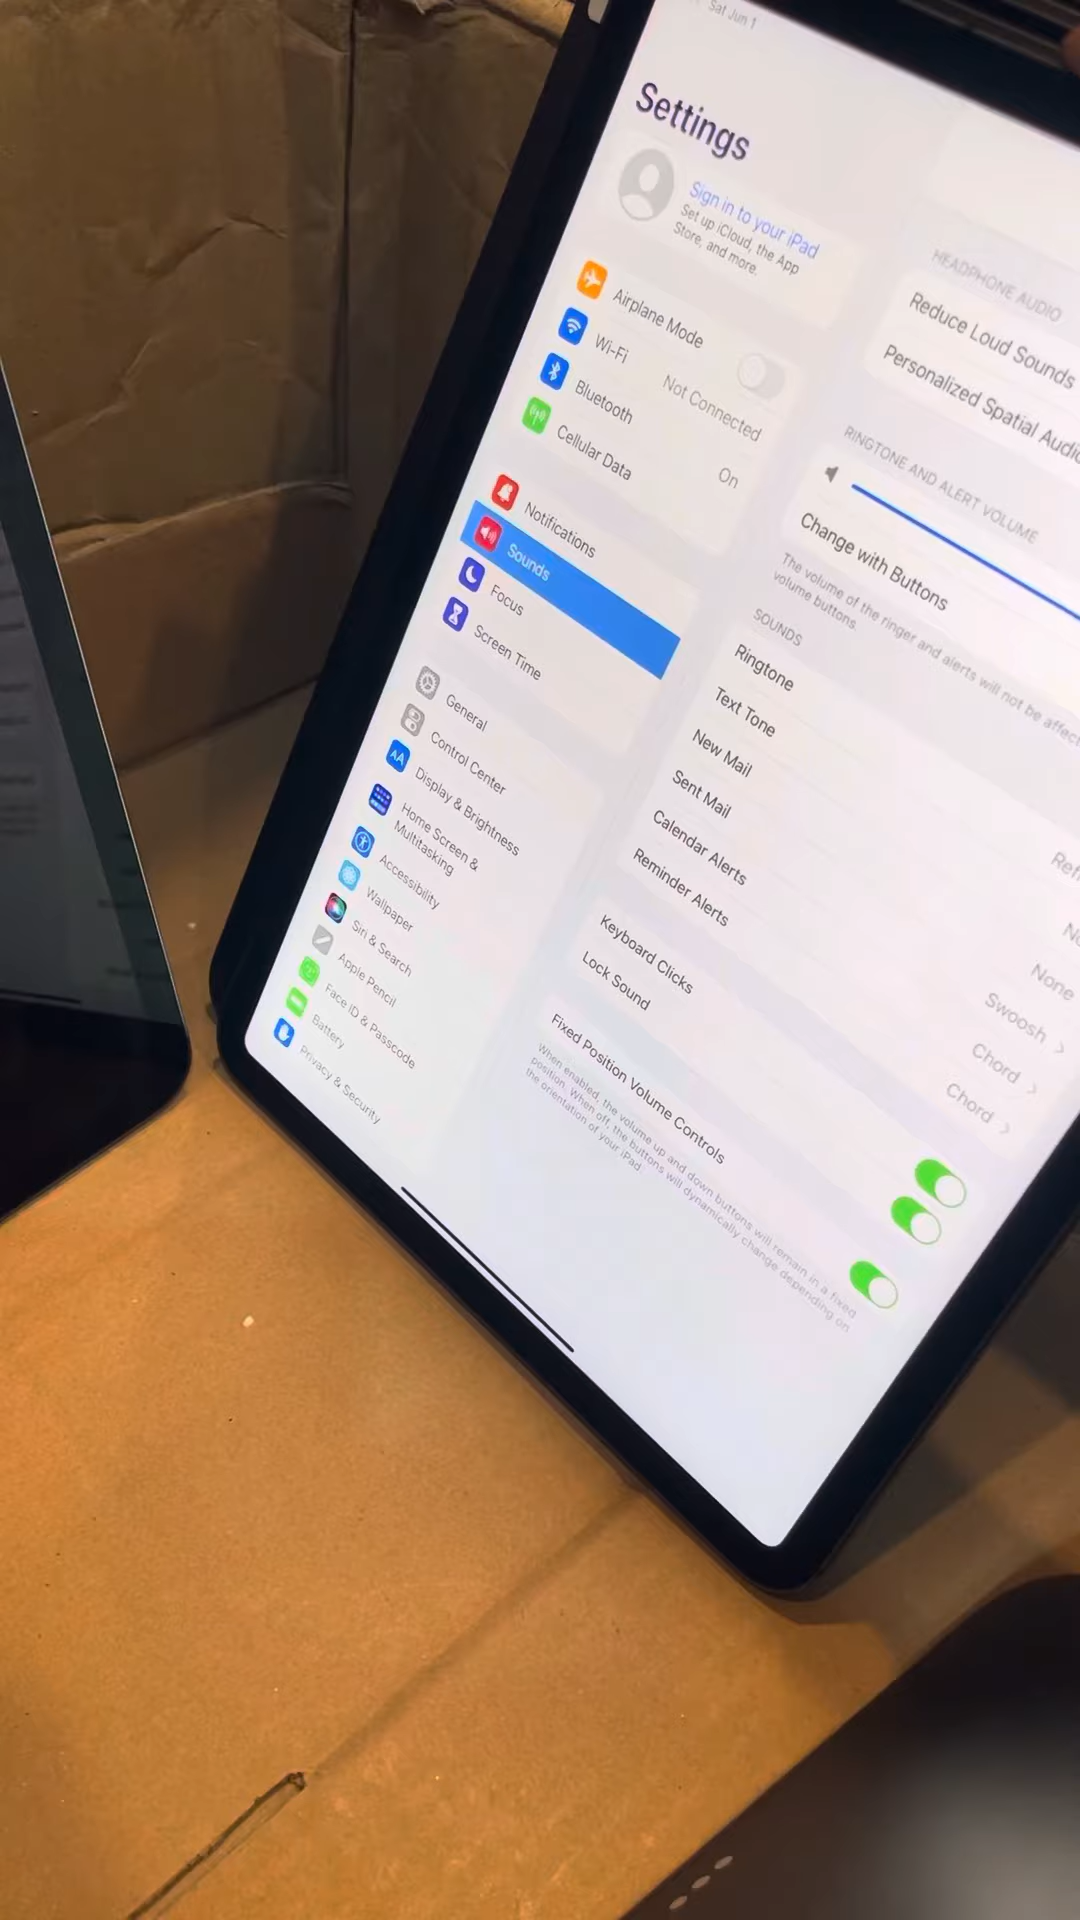 Sat Jun 1
Settings
Sign in to your iPad
Set up iCloud, the App
Store, and more.
Airplane Mode
Wi-Fi
Not Connected
Bluetooth
On
Cellular Data
Notifications
Sounds
Focus
Screen Time
General
Control Center
AA
Display & Brightness
Home Screen &
Multitasking
Accessibility
Wallpaper
Siri & Search
Apple Pencil
Face ID & Passcode
Battery
Privacy & Security
HEADPHONE AUDIO
Reduce Loud Sounds
Personalized Spatial Audio
RINGTONE AND ALERT VOLUME
Change with Buttons
The volume of the ringer and alerts will not be affect
volume buttons.
SOUNDS
Ringtone
Text Tone
New Mail
None
Sent Mail
Swoosh
Calendar Alerts
Chord
Reminder Alerts
Chord
Keyboard Clicks
Lock Sound
Fixed Position Volume Controls
When enabled, the volume up and down buttons will remain in a fixed
position. When off, the buttons will dynamically change depending on
the orientation of your iPad.